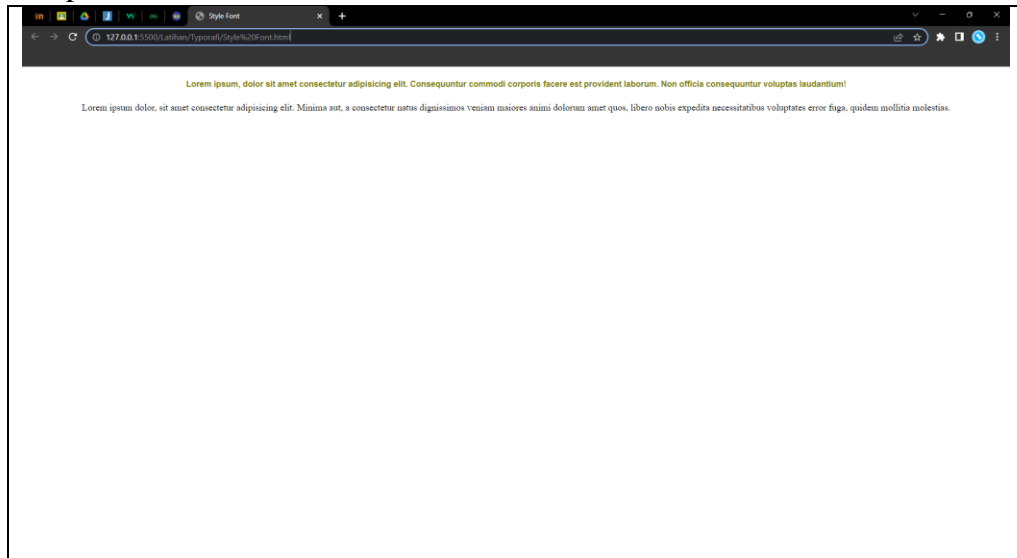 Style Font
127.0.0.1:5500/Latihan/Typorafi/Style%20Font.html
Lorem ipsum, dolor sit amet consectetur adipisicing elit. Consequuntur commodi corporis facere est provident laborum. Non officia consequuntur voluptas laudantium!
Lorem ipsum dolor, sit amet consectetur adipisicing elit. Minima aut, a consectetur natus dignissimos veniam maiores animi dolorum amet quos, libero nobis expedita necessitatibus voluptates error fuga, quidem mollitia molestias.